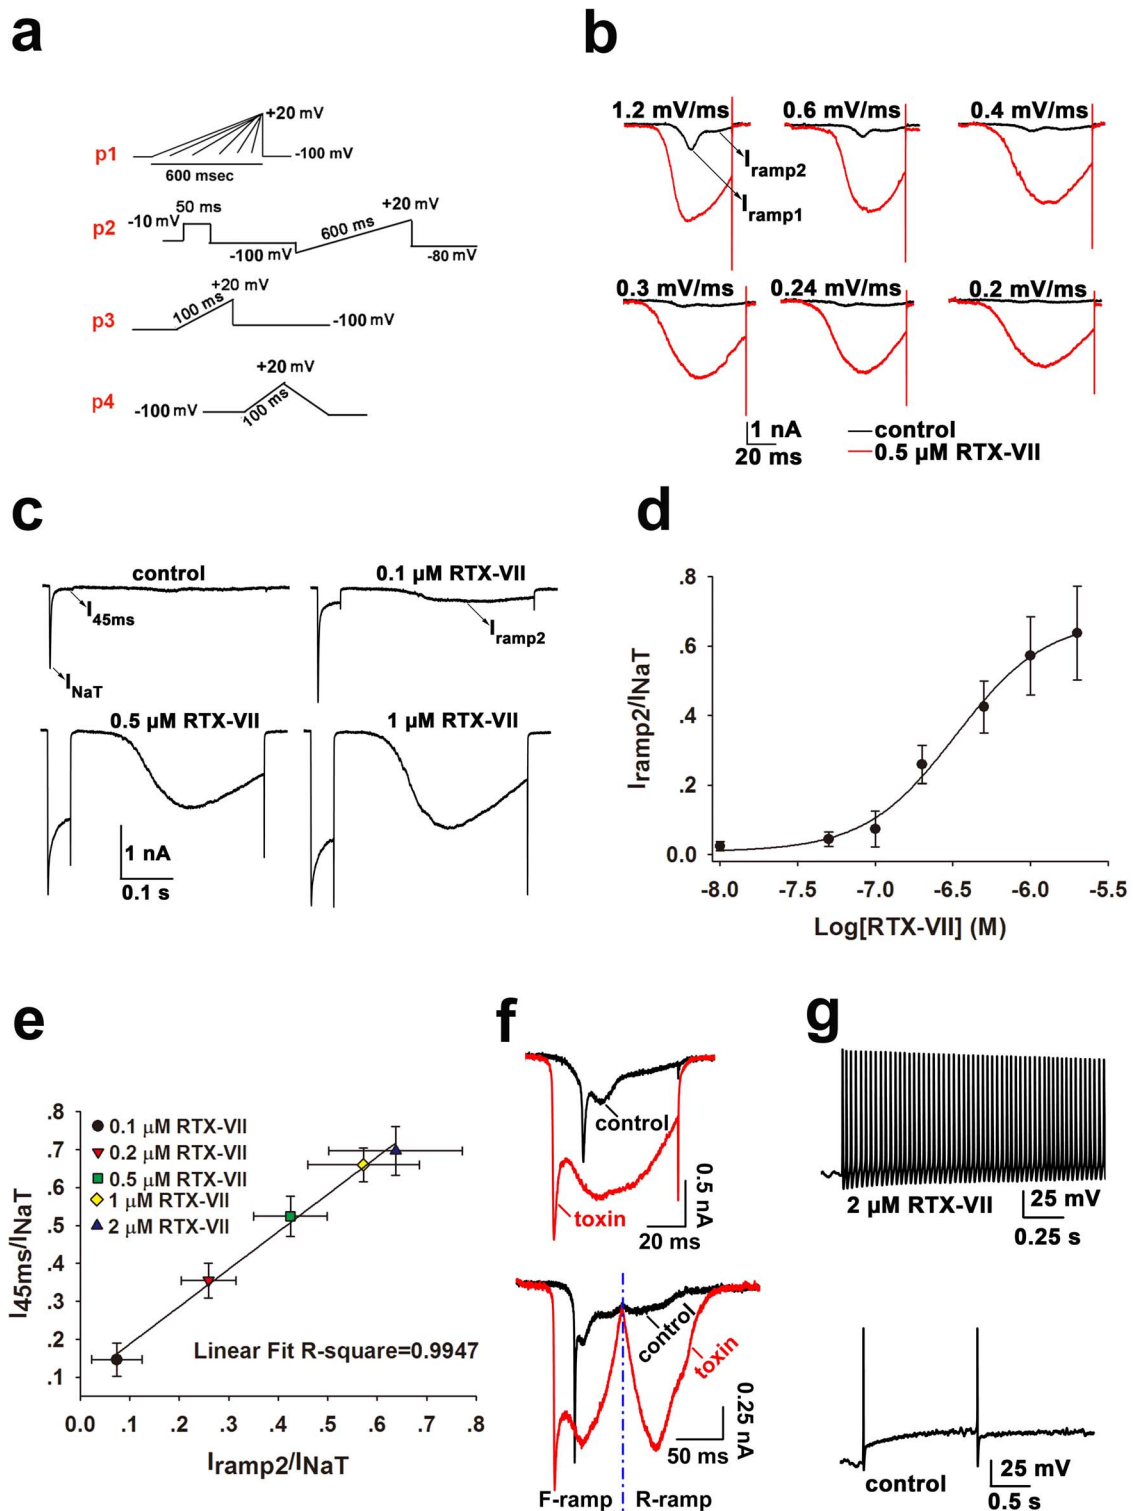 a
p1
+20 mV
-100 mV
600 msec
p2
-10 mV
50 ms
-100 mV
600 ms
+20 mV
-80 mV
p3
100 ms
+20 mV
-100 mV
p4
-100 mV
100 ms
+20 mV
b
1.2 mV/ms
0.6 mV/ms
0.4 mV/ms
Iramp2
Iramp1
0.3 mV/ms
0.24 mV/ms
0.2 mV/ms
1 nA
20 ms
control
0.5 µM RTX-VII
c
control
0.1 µM RTX-VII
I45ms
INaT
Iramp2
0.5 µM RTX-VII
1 µM RTX-VII
1 nA
0.1 s
d
Iramp2/INaT
.8
.6
.4
.2
0.0
-8.0 -7.5 -7.0 -6.5 -6.0 -5.5
Log[RTX-VII] (M)
e
I45ms/INaT
.8
.7
.6
.5
.4
.3
.2
.1
0.1 µM RTX-VII
0.2 µM RTX-VII
0.5 µM RTX-VII
1 µM RTX-VII
2 µM RTX-VII
Linear Fit R-square=0.9947
0.0 .1 .2 .3 .4 .5 .6 .7 .8
Iramp2/INaT
f
control
toxin
0.5 nA
20 ms
control
toxin
0.25 nA
50 ms
F-ramp
R-ramp
g
2 µM RTX-VII
25 mV
0.25 s
control
25 mV
0.5 s